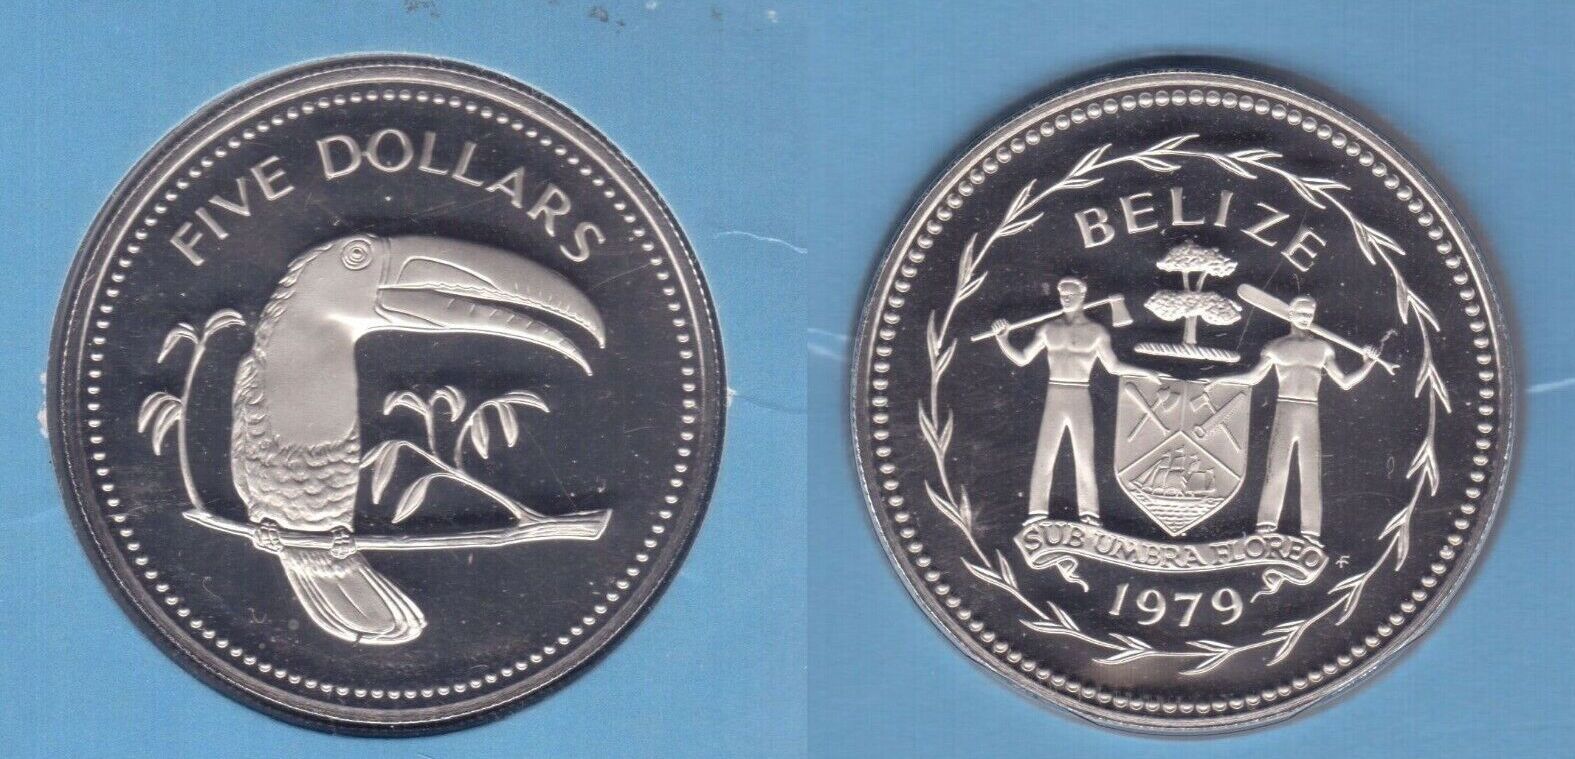 FIVE DOLLARS
BELIZE
SUB UMBRA FLOREO
1979